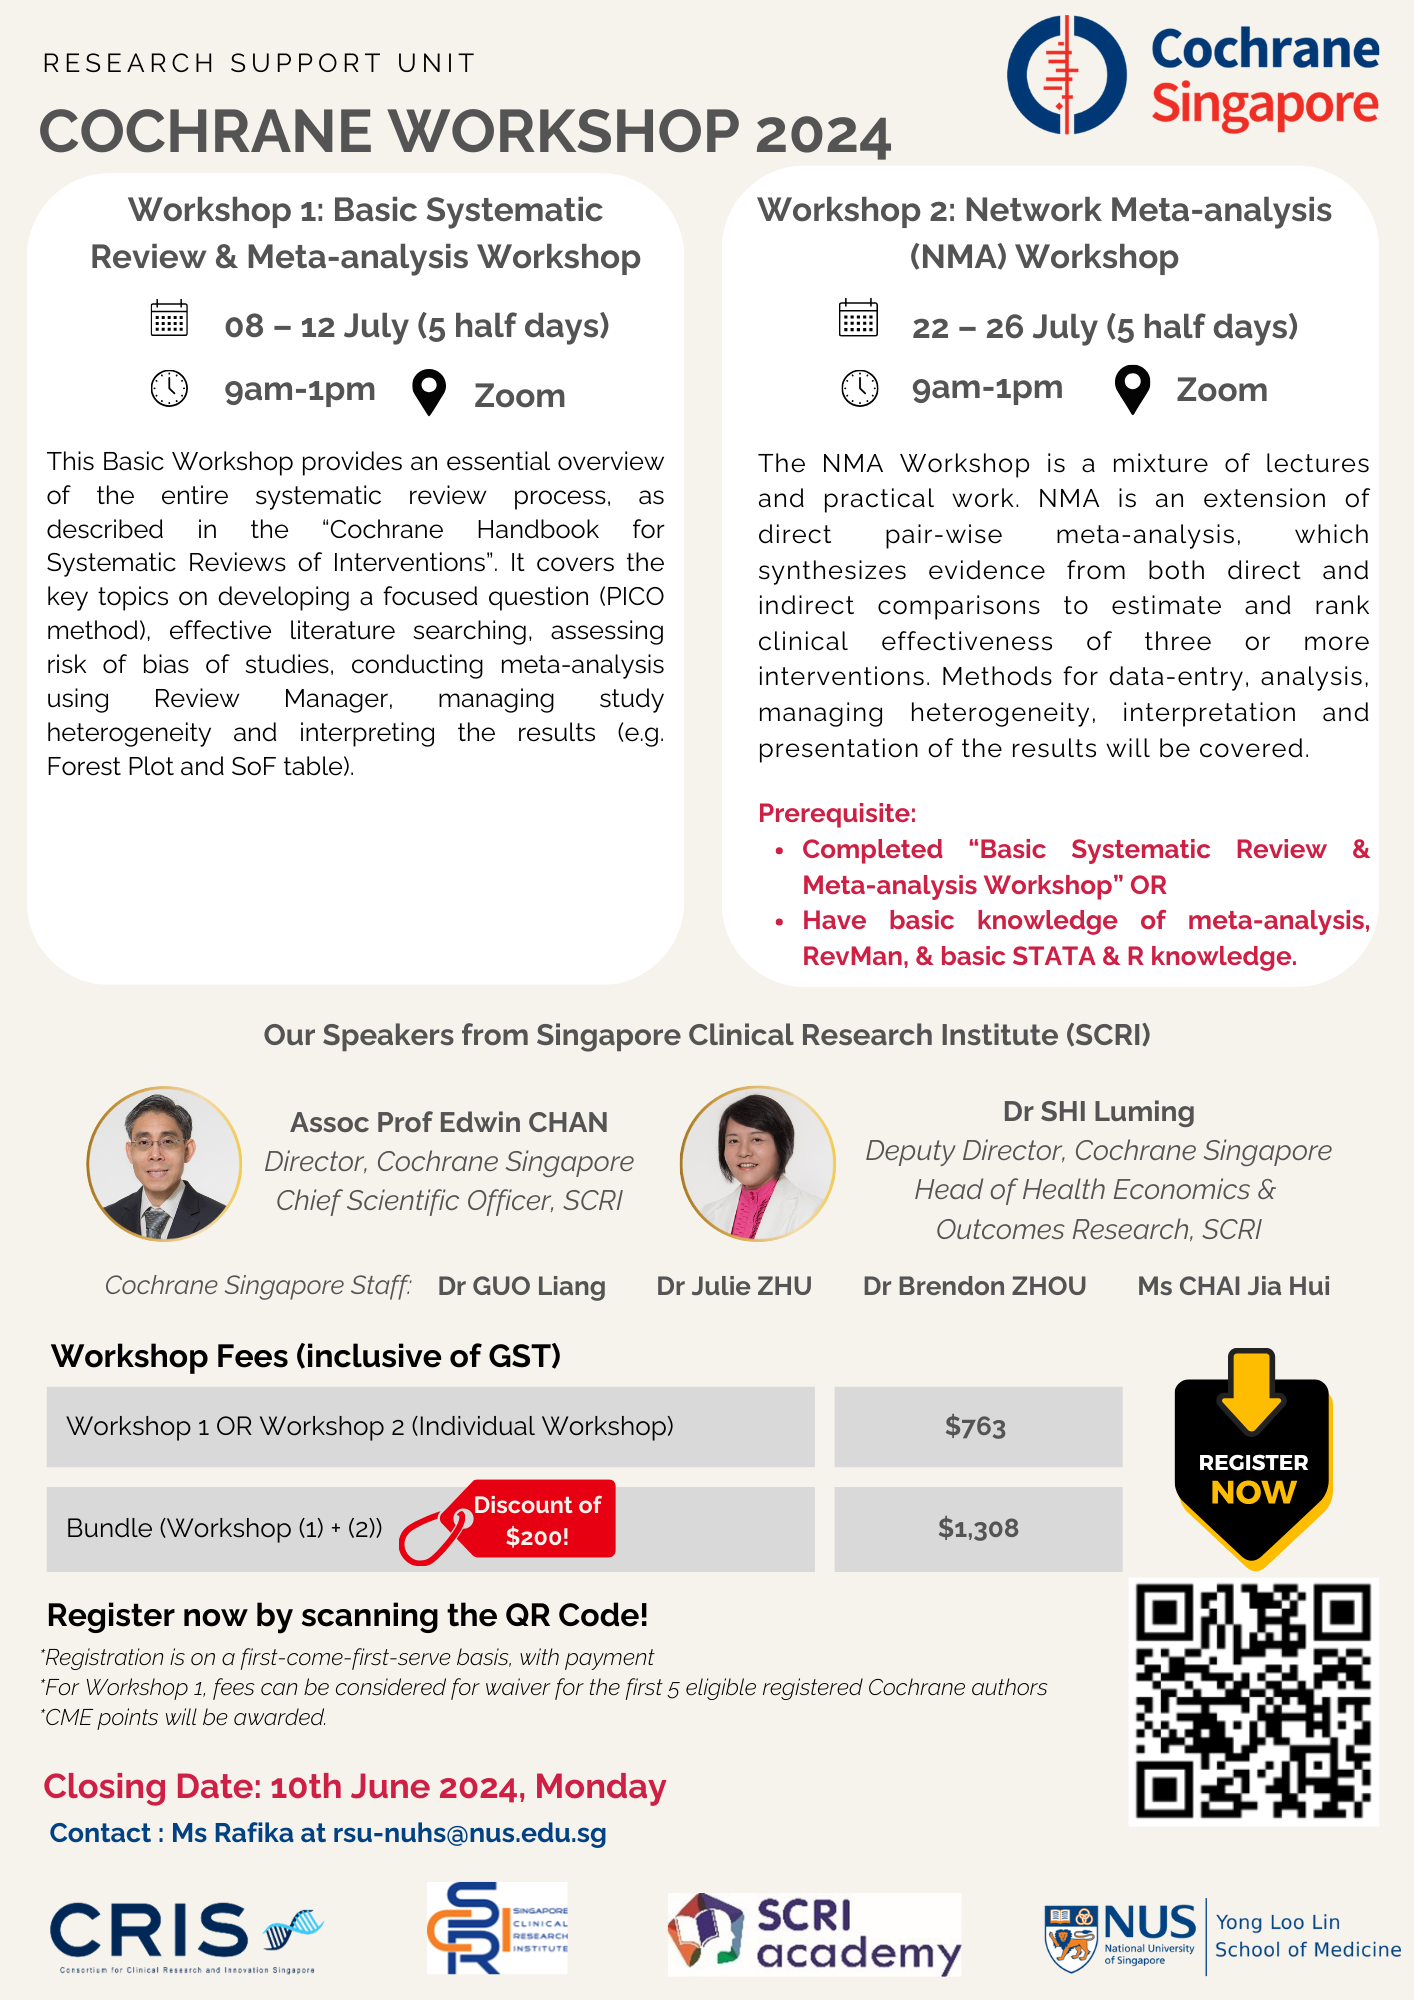 RESEARCH SUPPORT UNIT
COCHRANE WORKSHOP 2024
Cochrane
Singapore
Workshop 1: Basic Systematic
Review & Meta-analysis Workshop
08 – 12 July (5 half days)
9am-1pm
Zoom
This Basic Workshop provides an essential overview
of the entire systematic review process, as
described in the “Cochrane Handbook for
Systematic Reviews of Interventions”. It covers the
key topics on developing a focused question (PICO
method), effective literature searching, assessing
risk of bias of studies, conducting meta-analysis
using Review Manager, managing study
heterogeneity and interpreting the results (e.g.
Forest Plot and SoF table).
Workshop 2: Network Meta-analysis
(NMA) Workshop
22 – 26 July (5 half days)
9am-1pm
Zoom
The NMA Workshop is a mixture of lectures
and practical work. NMA is an extension of
direct pair-wise meta-analysis, which
synthesizes evidence from both direct and
indirect comparisons to estimate and rank
clinical effectiveness of three or more
interventions. Methods for data-entry, analysis,
managing heterogeneity, interpretation and
presentation of the results will be covered.
Prerequisite:
• Completed “Basic Systematic Review &
Meta-analysis Workshop” OR
• Have basic knowledge of meta-analysis,
RevMan, & basic STATA & R knowledge.
Our Speakers from Singapore Clinical Research Institute (SCRI)
Assoc Prof Edwin CHAN
Director, Cochrane Singapore
Chief Scientific Officer, SCRI
Dr SHI Luming
Deputy Director, Cochrane Singapore
Head of Health Economics &
Outcomes Research, SCRI
Cochrane Singapore Staff: Dr GUO Liang Dr Julie ZHU Dr Brendon ZHOU Ms CHAI Jia Hui
Workshop Fees (inclusive of GST)
Workshop 1 OR Workshop 2 (Individual Workshop) $763
Bundle (Workshop (1) + (2)) $1,308
Discount of
$200!
REGISTER
NOW
Register now by scanning the QR Code!
*Registration is on a first-come-first-serve basis, with payment
*For Workshop 1, fees can be considered for waiver for the first 5 eligible registered Cochrane authors
*CME points will be awarded.
Closing Date: 10th June 2024, Monday
Contact : Ms Rafika at rsu-nuhs@nus.edu.sg
CRIS
Consortium for Clinical Research and Innovation Singapore
SCRI
SINGAPORE
CLINICAL
RESEARCH
INSTITUTE
SCRI
academy
NUS
National University
of Singapore
Yong Loo Lin
School of Medicine